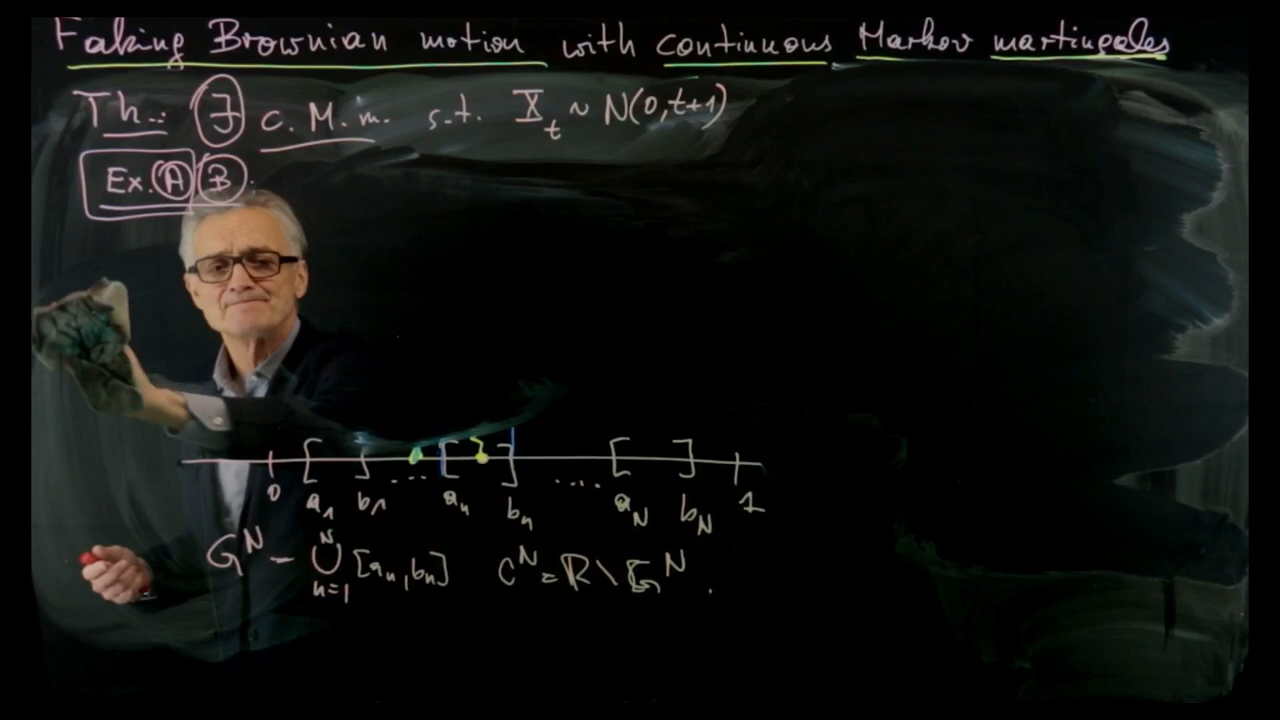 Faking Brownian motion with continuous Markov martingales
Th.: ∃ c. M. m. s.t. X_t ~ N(0,t+1)
Ex. A B.
0 a_1 b_1 ... a_n b_n .... a_N b_N 1
G^N = ⋃_{n=1}^N [a_n, b_n] C^N = R \ G^N.